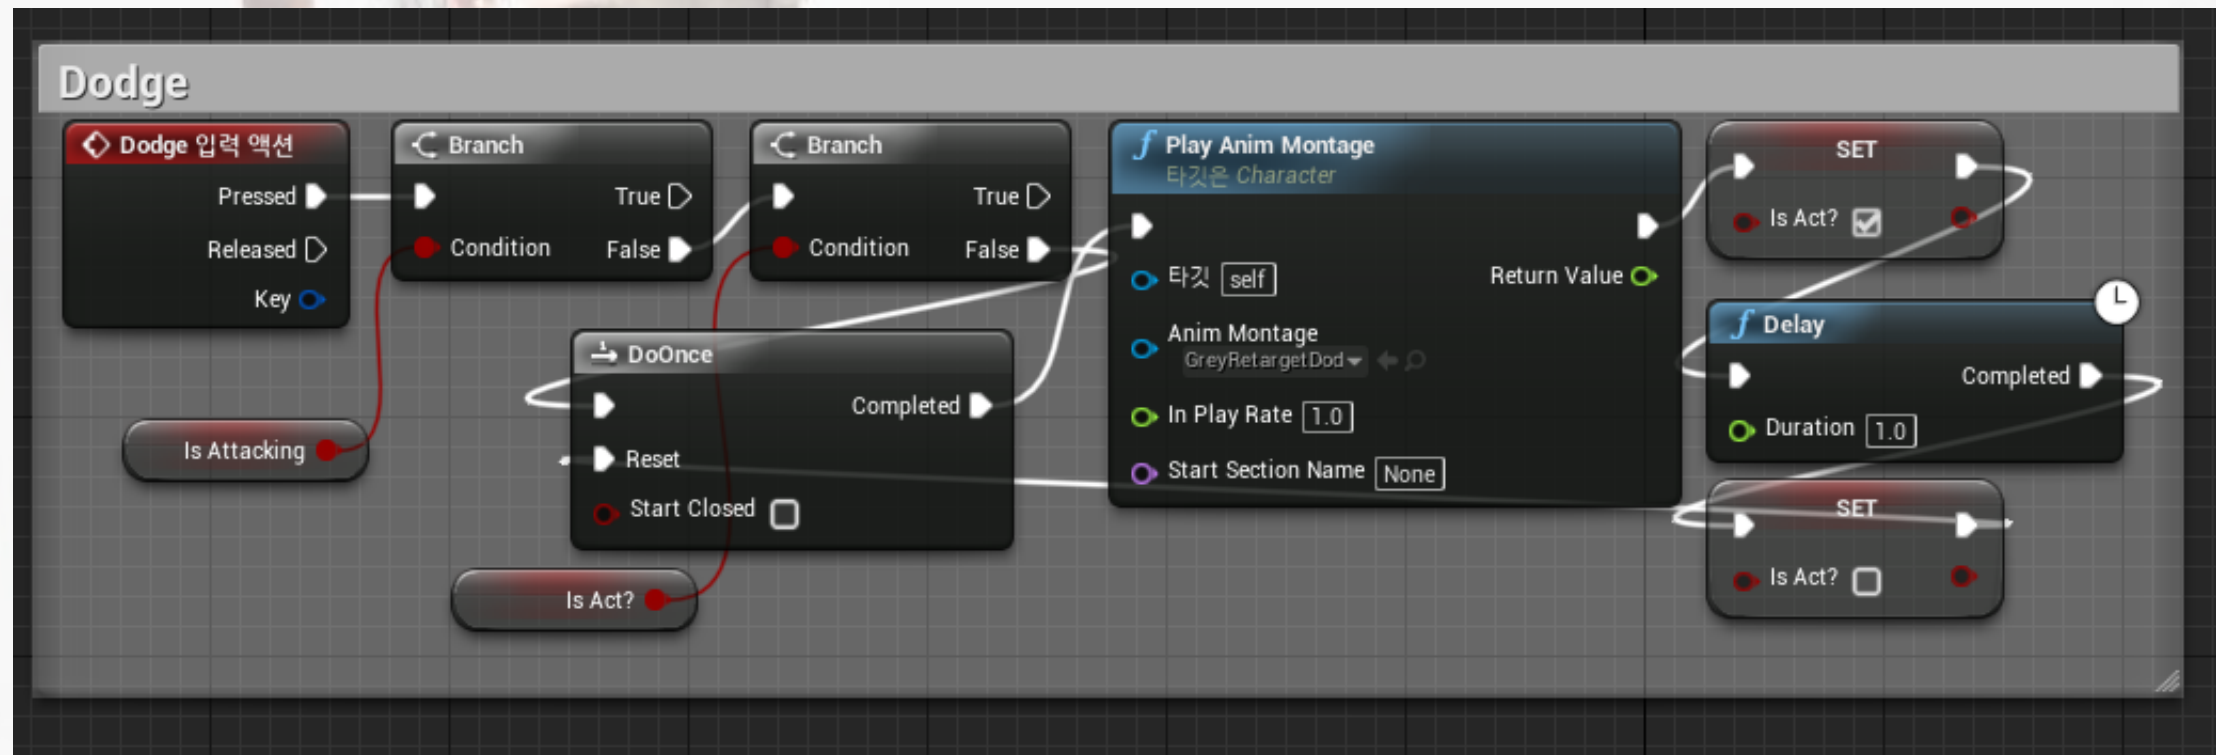 Dodge
Dodge 입력 액션
Pressed
Released
Key
Branch
True
Condition
False
Branch
True
Condition
False
Play Anim Montage
타깃은 Character
타깃 self
Return Value
Anim Montage
GreyRetargetDod
In Play Rate 1.0
Start Section Name None
SET
Is Act?
Delay
Completed
Duration 1.0
SET
Is Act?
DoOnce
Completed
Reset
Start Closed
Is Attacking
Is Act?